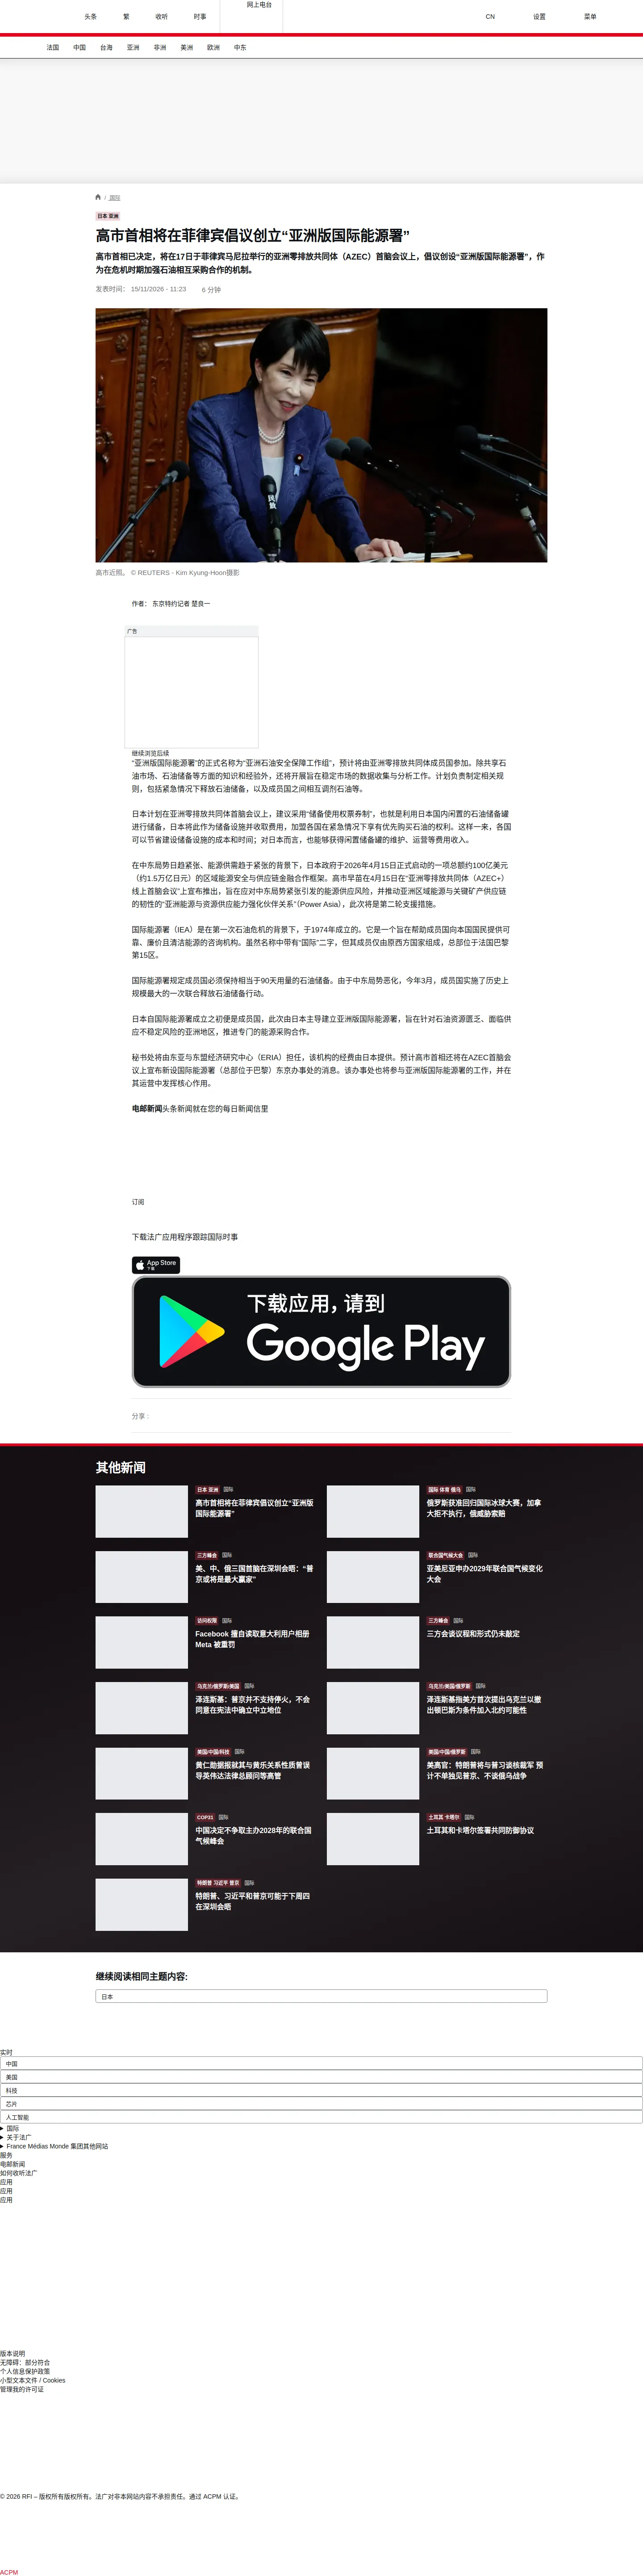 头条
繁
收听
时事
网上电台
CN
设置
菜单
法国
中国
台海
亚洲
非洲
美洲
欧洲
中东
/ 国际
日本 亚洲
高市首相将在菲律宾倡议创立“亚洲版国际能源署”
高市首相已决定，将在17日于菲律宾马尼拉举行的亚洲零排放共同体（AZEC）首脑会议上，倡议创设“亚洲版国际能源署”，作
为在危机时期加强石油相互采购合作的机制。
发表时间： 15/11/2026 - 11:23
6 分钟
高市近照。 © REUTERS - Kim Kyung-Hoon摄影
作者： 东京特约记者 楚良一
广告
继续浏览后续
“亚洲版国际能源署”的正式名称为“亚洲石油安全保障工作组”，预计将由亚洲零排放共同体成员国参加。除共享石
油市场、石油储备等方面的知识和经验外，还将开展旨在稳定市场的数据收集与分析工作。计划负责制定相关规
则，包括紧急情况下释放石油储备，以及成员国之间相互调剂石油等。
日本计划在亚洲零排放共同体首脑会议上，建议采用“储备使用权票券制”，也就是利用日本国内闲置的石油储备罐
进行储备，日本将此作为储备设施并收取费用，加盟各国在紧急情况下享有优先购买石油的权利。这样一来，各国
可以节省建设储备设施的成本和时间；对日本而言，也能够获得闲置储备罐的维护、运营等费用收入。
在中东局势日趋紧张、能源供需趋于紧张的背景下，日本政府于2026年4月15日正式启动的一项总额约100亿美元
（约1.5万亿日元）的区域能源安全与供应链金融合作框架。高市早苗在4月15日在“亚洲零排放共同体（AZEC+）
线上首脑会议”上宣布推出，旨在应对中东局势紧张引发的能源供应风险，并推动亚洲区域能源与关键矿产供应链
的韧性的“亚洲能源与资源供应能力强化伙伴关系”（Power Asia），此次将是第二轮支援措施。
国际能源署（IEA）是在第一次石油危机的背景下，于1974年成立的。它是一个旨在帮助成员国向本国国民提供可
靠、廉价且清洁能源的咨询机构。虽然名称中带有“国际”二字，但其成员仅由原西方国家组成，总部位于法国巴黎
第15区。
国际能源署规定成员国必须保持相当于90天用量的石油储备。由于中东局势恶化，今年3月，成员国实施了历史上
规模最大的一次联合释放石油储备行动。
日本自国际能源署成立之初便是成员国，此次由日本主导建立亚洲版国际能源署，旨在针对石油资源匮乏、面临供
应不稳定风险的亚洲地区，推进专门的能源采购合作。
秘书处将由东亚与东盟经济研究中心（ERIA）担任，该机构的经费由日本提供。预计高市首相还将在AZEC首脑会
议上宣布新设国际能源署（总部位于巴黎）东京办事处的消息。该办事处也将参与亚洲版国际能源署的工作，并在
其运营中发挥核心作用。
电邮新闻头条新闻就在您的每日新闻信里
订阅
下载法广应用程序跟踪国际时事
App Store
下载
下载应用，请到
Google Play
分享 :
其他新闻
日本 亚洲 国际
高市首相将在菲律宾倡议创立“亚洲版
国际能源署”
国际 体育 俄乌 国际
俄罗斯获准回归国际冰球大赛，加拿
大拒不执行，俄威胁索赔
三方峰会 国际
美、中、俄三国首脑在深圳会晤：“普
京或将是最大赢家”
联合国气候大会 国际
亚美尼亚申办2029年联合国气候变化
大会
访问权限 国际
Facebook 擅自读取意大利用户相册
Meta 被重罚
三方峰会 国际
三方会谈议程和形式仍未敲定
乌克兰/俄罗斯/美国 国际
泽连斯基：普京并不支持停火，不会
同意在宪法中确立中立地位
乌克兰/美国/俄罗斯 国际
泽连斯基指美方首次提出乌克兰以撤
出顿巴斯为条件加入北约可能性
美国/中国/科技 国际
黄仁勋据报就其与黄乐关系性质曾误
导英伟达法律总顾问等高管
美国/中国/俄罗斯 国际
美高官：特朗普将与普习谈核裁军 预
计不单独见普京、不谈俄乌战争
COP31 国际
中国决定不争取主办2028年的联合国
气候峰会
土耳其 卡塔尔 国际
土耳其和卡塔尔签署共同防御协议
特朗普 习近平 普京 国际
特朗普、习近平和普京可能于下周四
在深圳会晤
继续阅读相同主题内容:
日本
实时
中国
美国
科技
芯片
人工智能
国际
关于法广
France Médias Monde 集团其他网站
服务
电邮新闻
如何收听法广
应用
应用
应用
版本说明
无障碍：部分符合
个人信息保护政策
小型文本文件 / Cookies
管理我的许可证
© 2026 RFI – 版权所有版权所有。法广对非本网站内容不承担责任。通过 ACPM 认证。
ACPM